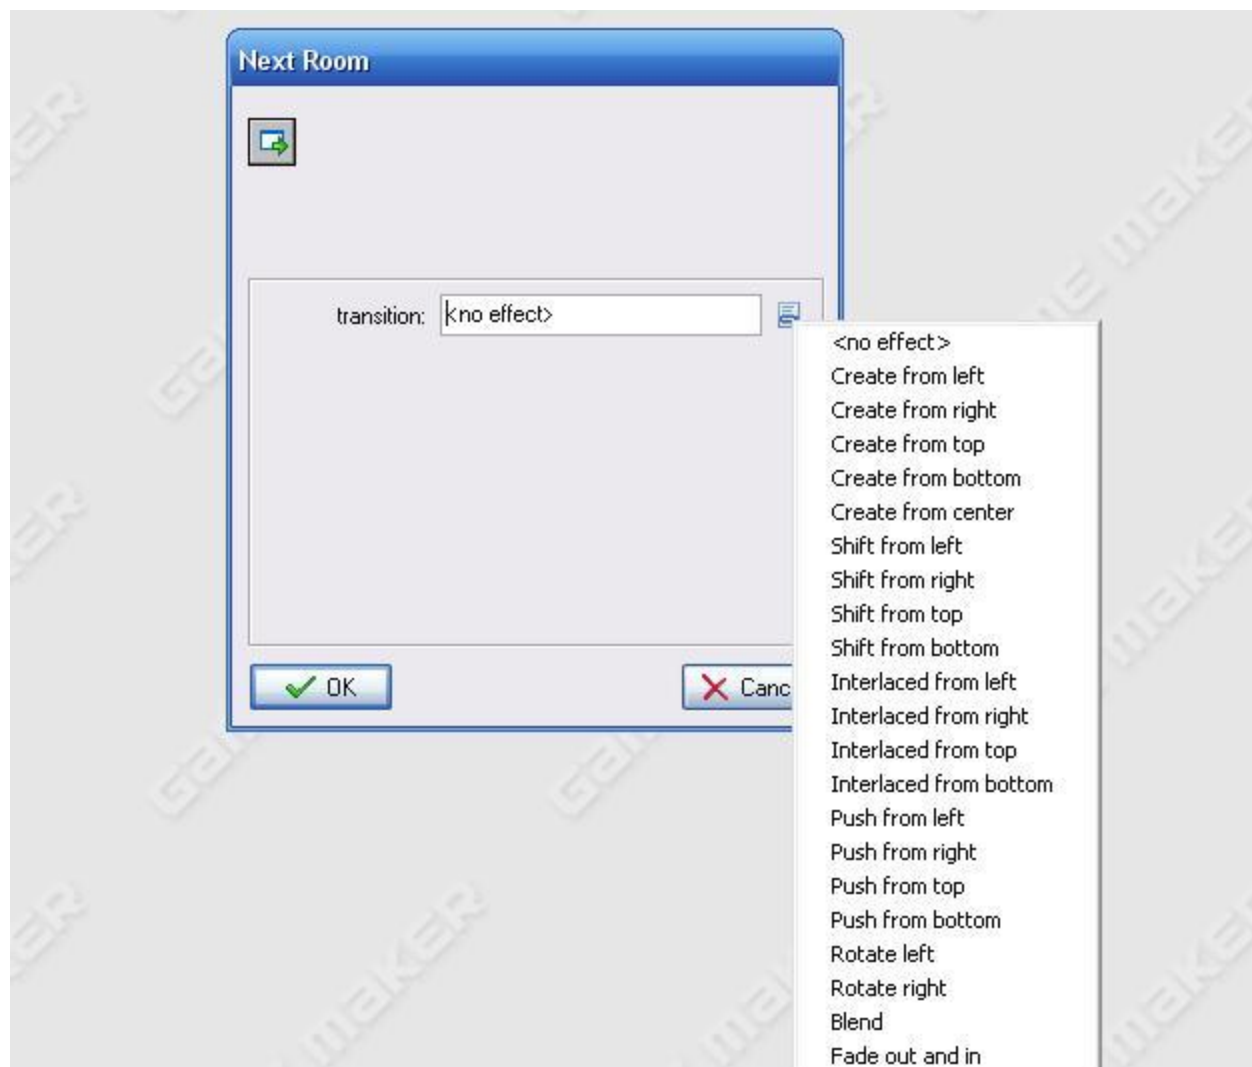 Next Room
transition: <no effect>
<no effect>
Create from left
Create from right
Create from top
Create from bottom
Create from center
Shift from left
Shift from right
Shift from top
Shift from bottom
Interlaced from left
Interlaced from right
Interlaced from top
Interlaced from bottom
Push from left
Push from right
Push from top
Push from bottom
Rotate left
Rotate right
Blend
Fade out and in
OK
Canc
GAME MAKER